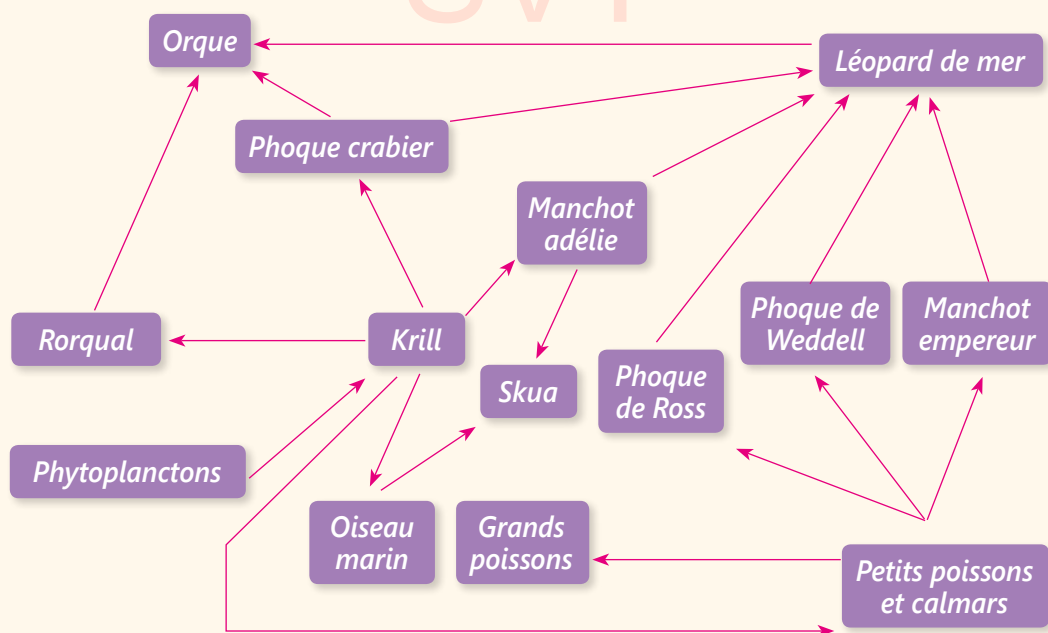 SVT
Orque
Léopard de mer
Phoque crabier
Manchot
adélie
Rorqual
Krill
Phoque de
Weddell
Manchot
empereur
Skua
Phoque
de Ross
Phytoplanctons
Oiseau
marin
Grands
poissons
Petits poissons
et calmars